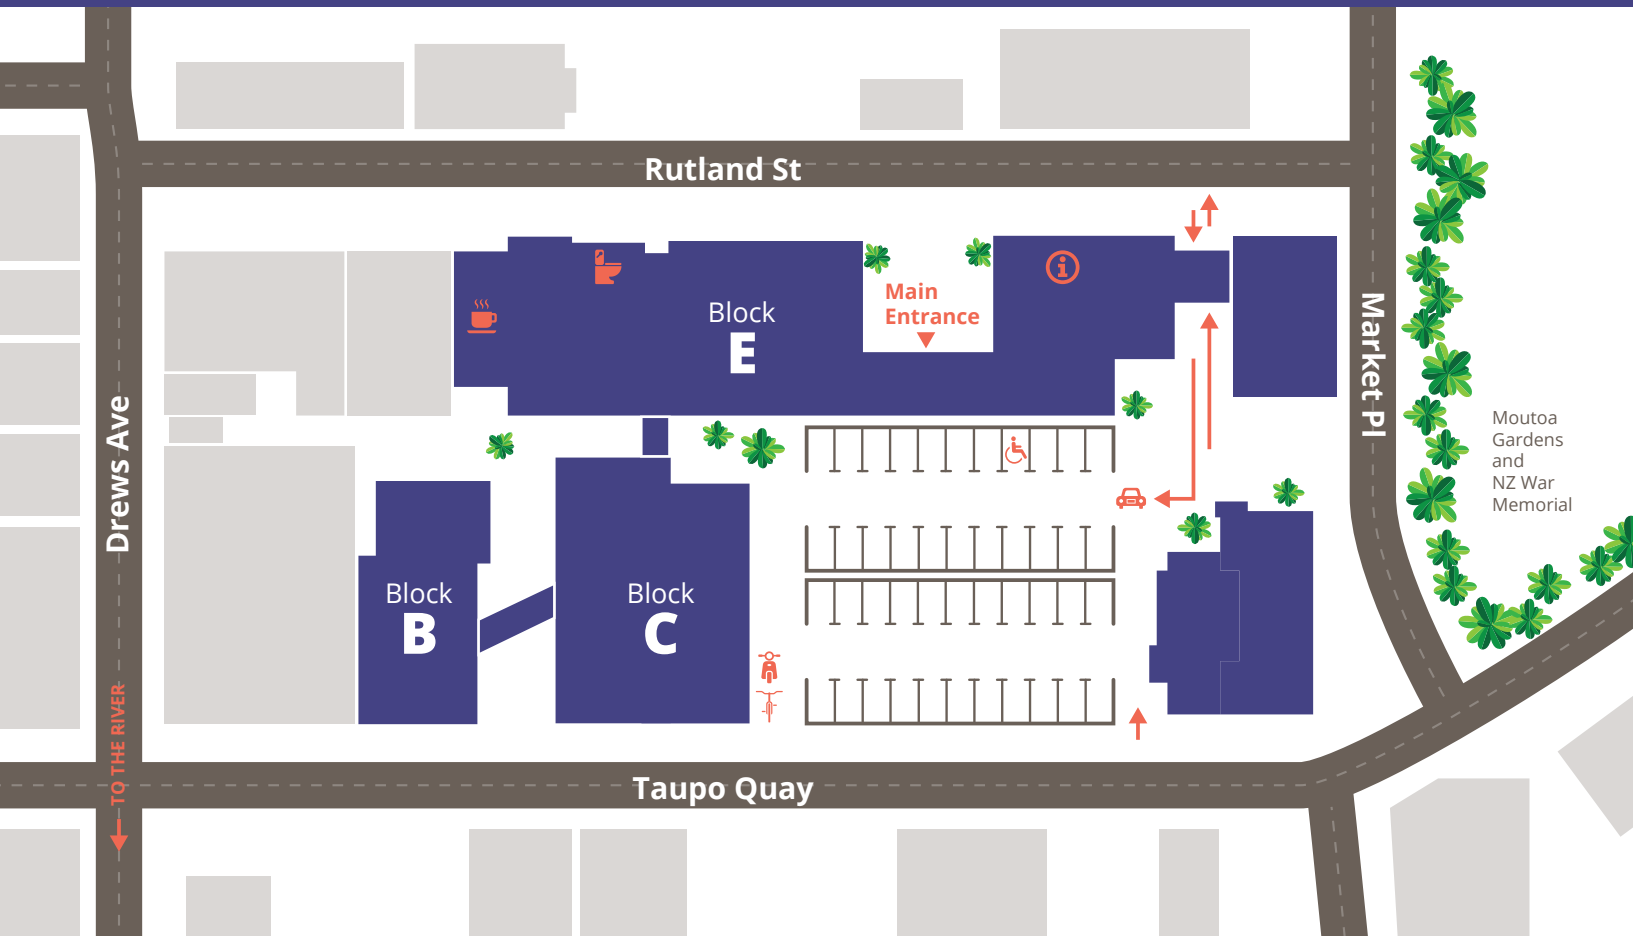 Rutland St
Main
Entrance
Block
E
Market Pl
Drews Ave
Moutoa
Gardens
and
NZ War
Memorial
Block
B
Block
C
TO THE RIVER
Taupo Quay